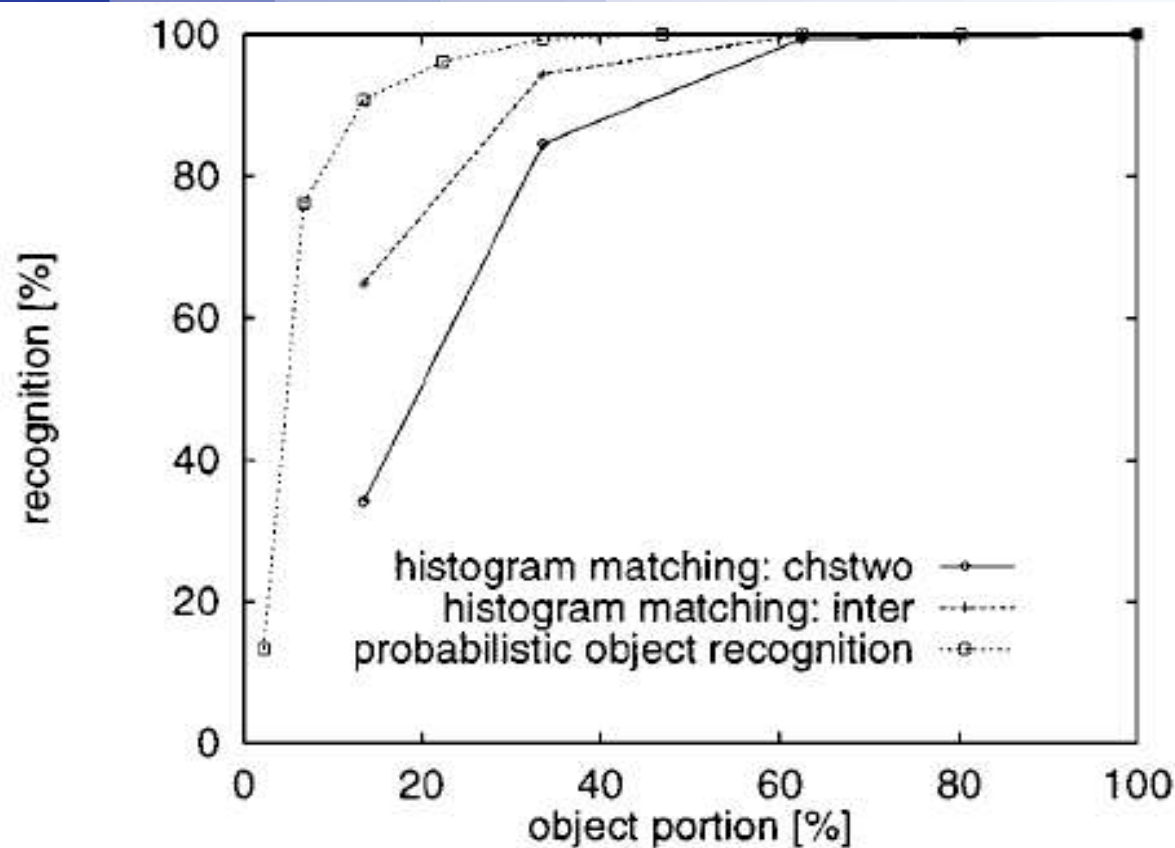 100
80
60
40
20
0
recognition [%]
histogram matching: chstwo
histogram matching: inter
probabilistic object recognition
0 20 40 60 80 100
object portion [%]